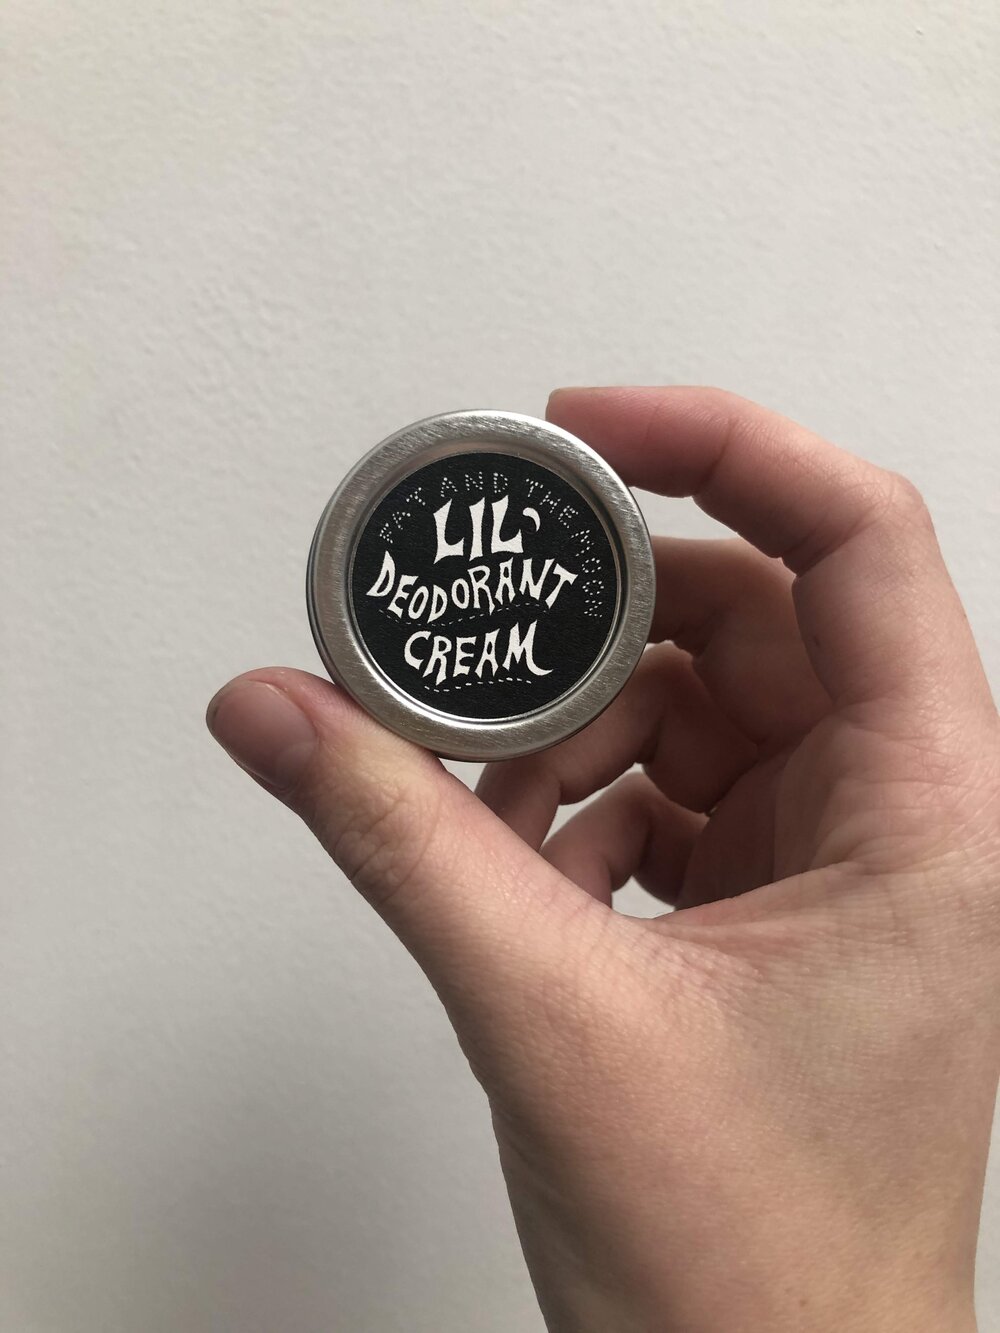 FAT AND THE MOON
LIL'
DEODORANT
CREAM